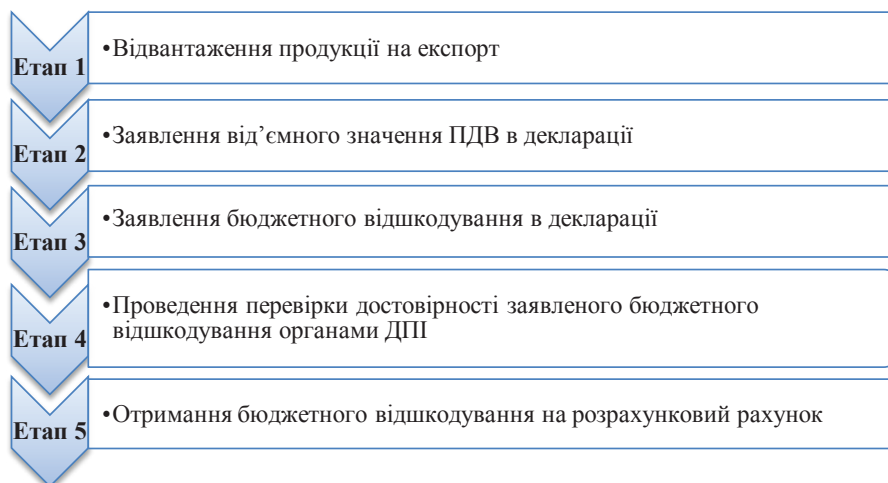 Етап 1
•Відвантаження продукції на експорт
Етап 2
•Заявлення від’ємного значення ПДВ в декларації
Етап 3
•Заявлення бюджетного відшкодування в декларації
Етап 4
•Проведення перевірки достовірності заявленого бюджетного
відшкодування органами ДПІ
Етап 5
•Отримання бюджетного відшкодування на розрахунковий рахунок